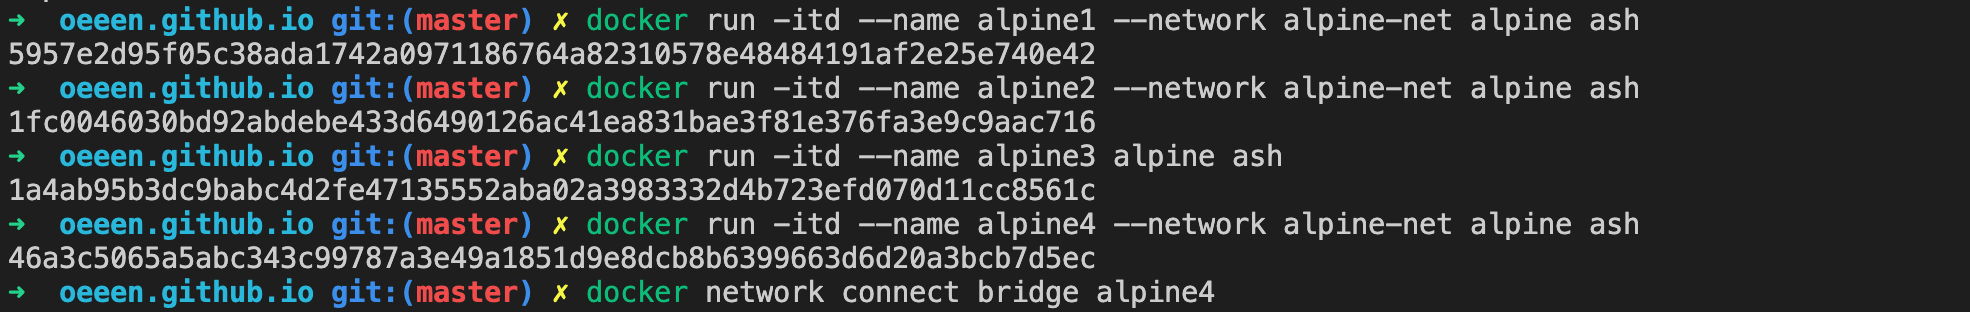 ➜  oeeen.github.io git:(master) ✗ docker run -itd --name alpine1 --network alpine-net alpine ash
5957e2d95f05c38ada1742a0971186764a82310578e48484191af2e25e740e42
➜  oeeen.github.io git:(master) ✗ docker run -itd --name alpine2 --network alpine-net alpine ash
1fc0046030bd92abdebe433d6490126ac41ea831bae3f81e376fa3e9c9aac716
➜  oeeen.github.io git:(master) ✗ docker run -itd --name alpine3 alpine ash
1a4ab95b3dc9babc4d2fe47135552aba02a3983332d4b723efd070d11cc8561c
➜  oeeen.github.io git:(master) ✗ docker run -itd --name alpine4 --network alpine-net alpine ash
46a3c5065a5abc343c99787a3e49a1851d9e8dcb8b6399663d6d20a3bcb7d5ec
➜  oeeen.github.io git:(master) ✗ docker network connect bridge alpine4